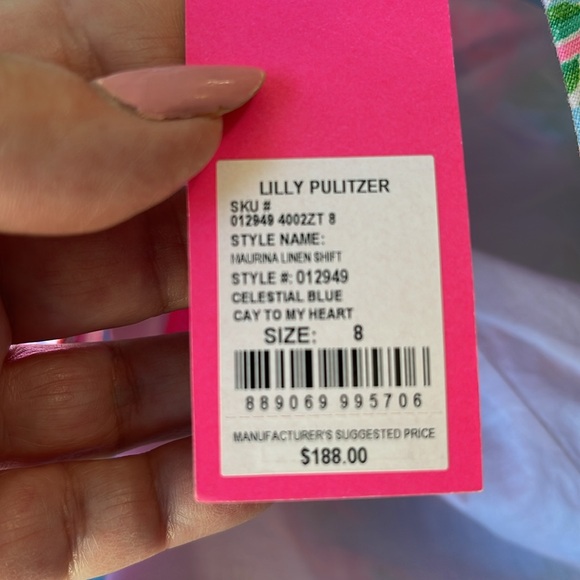 LILLY PULITZER
SKU #
012949 4002ZT 8
STYLE NAME:
MAURINA LINEN SHIFT
STYLE #: 012949
CELESTIAL BLUE
CAY TO MY HEART
SIZE: 8
889069 995706
MANUFACTURER'S SUGGESTED PRICE
$188.00